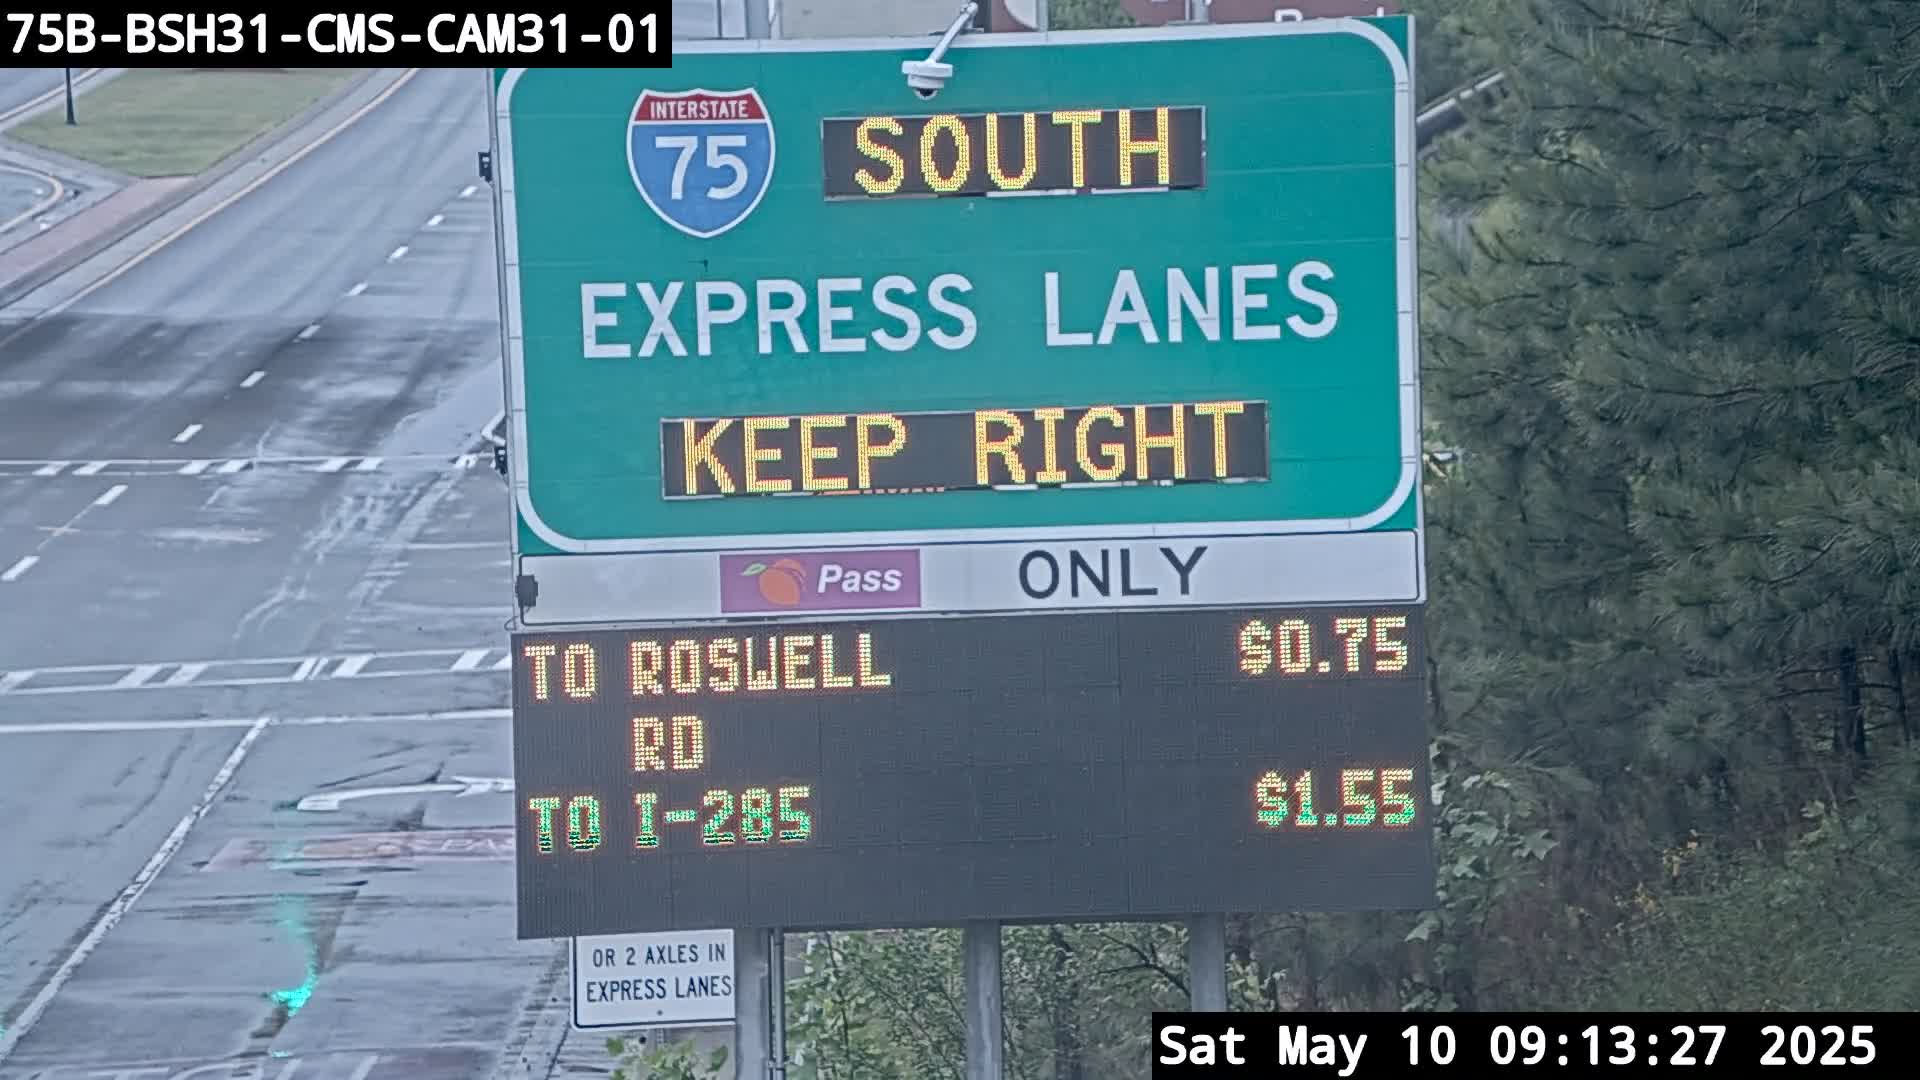 75B-BSH31-CMS-CAM31-01
INTERSTATE
75
SOUTH
EXPRESS LANES
KEEP RIGHT
Pass ONLY
TO ROSWELL $0.75
RD
TO I-285 $1.55
OR 2 AXLES IN
EXPRESS LANES
Sat May 10 09:13:27 2025